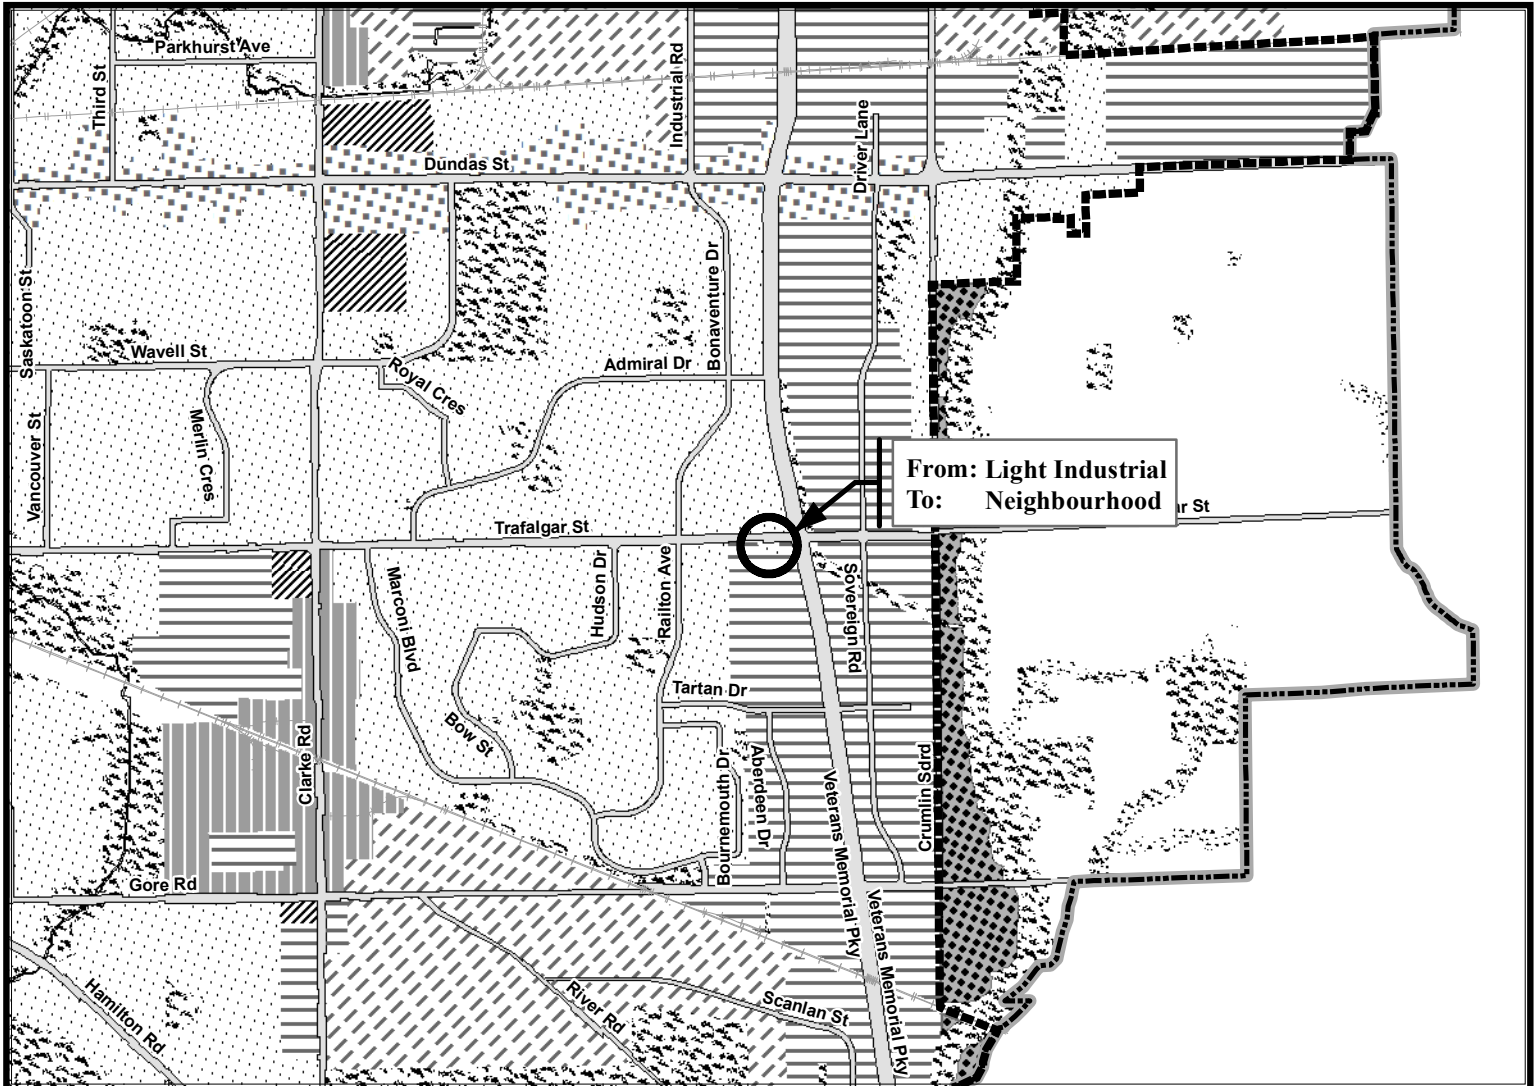 Parkhurst Ave
Third St
Industrial Rd
Driver Lane
Dundas St
Saskatoon St
Bonaventure Dr
Wavell St
Admiral Dr
Royal Cres
Vancouver St
Merlin Cres
From: Light Industrial
To: Neighbourhood
Trafalgar St
ar St
Marconi Blvd
Hudson Dr
Railton Ave
Sovereign Rd
Tartan Dr
Bow St
Clarke Rd
Bournemouth Dr
Aberdeen Dr
Veterans Memorial Pky
Crumlin Sdrd
Gore Rd
Veterans Memorial Pky
Hamilton Rd
River Rd
Scanlan St